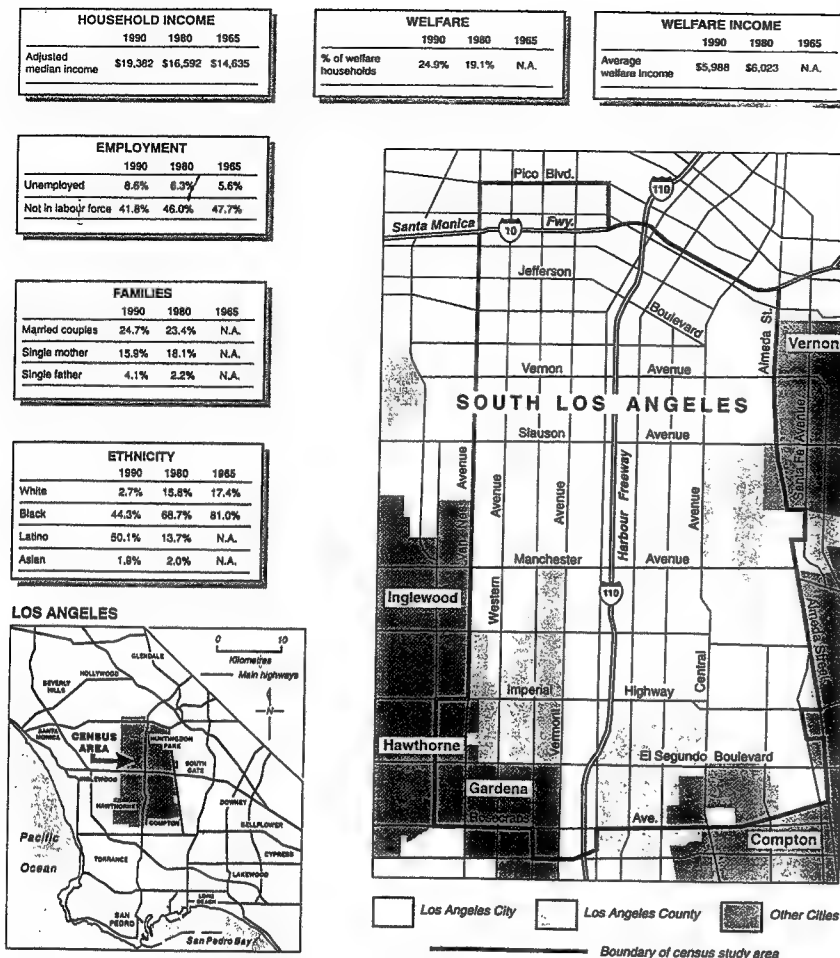 HOUSEHOLD INCOME
1990 1980 1965
Adjusted
median income $19,382 $16,592 $14,635
WELFARE
1990 1980 1965
% of welfare
households 24.9% 19.1% N.A.
WELFARE INCOME
1990 1980 1965
Average
welfare income $5,988 $6,023 N.A.
EMPLOYMENT
1990 1980 1965
Unemployed 8.6% 6.3% 5.6%
Not in labour force 41.8% 46.0% 47.7%
FAMILIES
1990 1980 1965
Married couples 24.7% 23.4% N.A.
Single mother 15.9% 18.1% N.A.
Single father 4.1% 2.2% N.A.
ETHNICITY
1990 1980 1965
White 2.7% 15.6% 17.4%
Black 44.3% 68.7% 81.0%
Latino 50.1% 13.7% N.A.
Asian 1.9% 2.0% N.A.
LOS ANGELES
0 10
Kilometres
Main highways
N
GLENDALE
HOLLYWOOD
BEVERLY
HILLS
SANTA
MONICA
CENSUS
AREA
HUNTINGDON
PARK
SOUTH
GATE
INGLEWOOD
HAWTHORNE
COMPTON
DOWNEY
BELLFLOWER
CYPRESS
LAKEWOOD
TORRANCE
LONG
BEACH
SAN
PEDRO
Pacific
Ocean
San Pedro Bay
Pico Blvd.
110
Santa Monica Fwy.
10
Jefferson
Boulevard
Almeda St.
Vernon
Vernon Avenue
SOUTH LOS ANGELES
Slauson Avenue
Santa Fe Avenue
Van Ness Avenue
Western Avenue
Vermont Avenue
Harbour Freeway
Central Avenue
Manchester Avenue
110
Inglewood
Alameda Street
Imperial Highway
Hawthorne
El Segundo Boulevard
Gardena
Rosecrans Ave.
Compton
Los Angeles City
Los Angeles County
Other Cities
Boundary of census study area